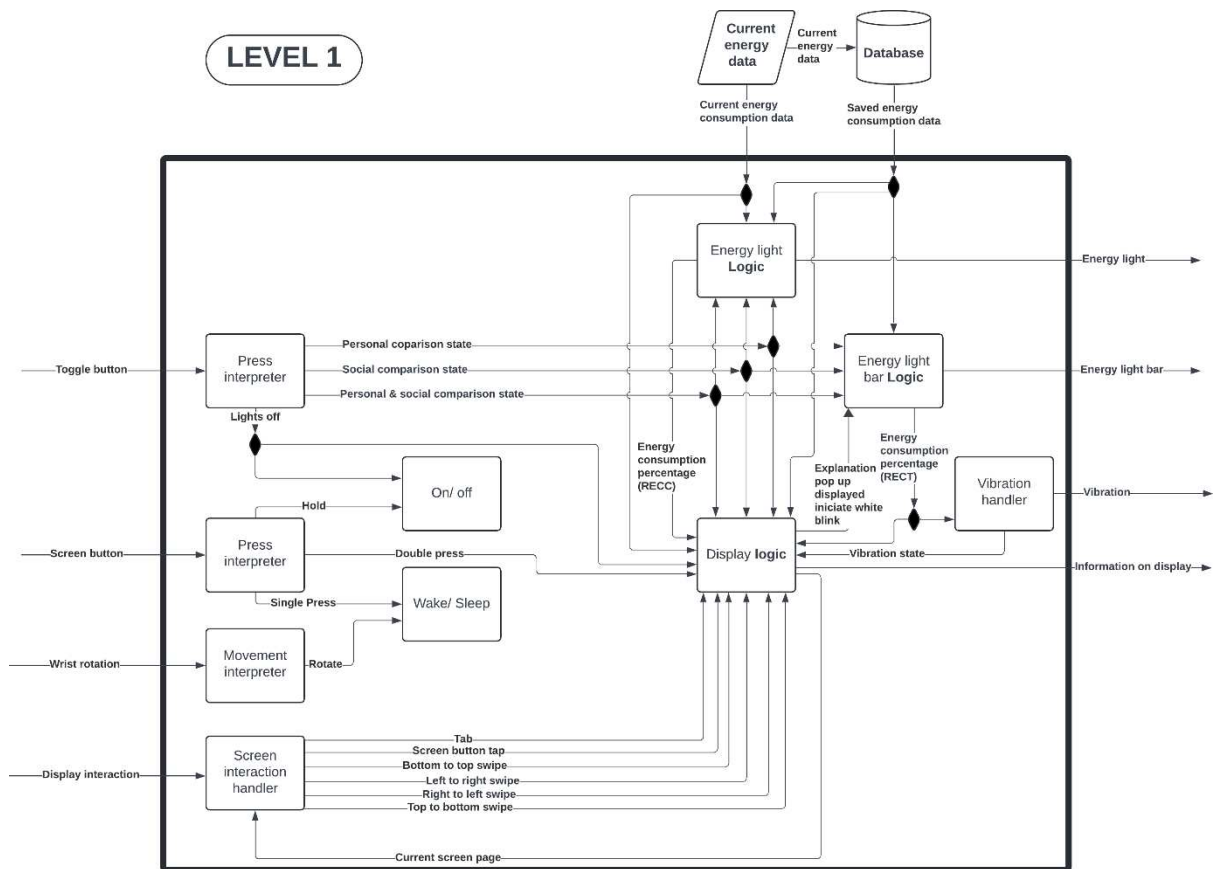 LEVEL 1
Current
energy
data
Current
energy
data
Database
Current energy
consumption data
Saved energy
consumption data
Energy light
Logic
Energy light
Toggle button
Press
interpreter
Personal coparison state
Social comparison state
Personal & social comparison state
Lights off
Energy light
bar Logic
Energy light bar
Energy
consumption
percentage
(RECC)
Explanation
pop up
displayed
iniciate white
blink
Energy
consumption
percentage
(RECT)
Vibration
handler
Vibration
On/ off
Hold
Screen button
Press
interpreter
Double press
Single Press
Display logic
Vibration state
Information on display
Wake/ Sleep
Wrist rotation
Movement
interpreter
Rotate
Display interaction
Screen
interaction
handler
Tab
Screen button tap
Bottom to top swipe
Left to right swipe
Right to left swipe
Top to bottom swipe
Current screen page